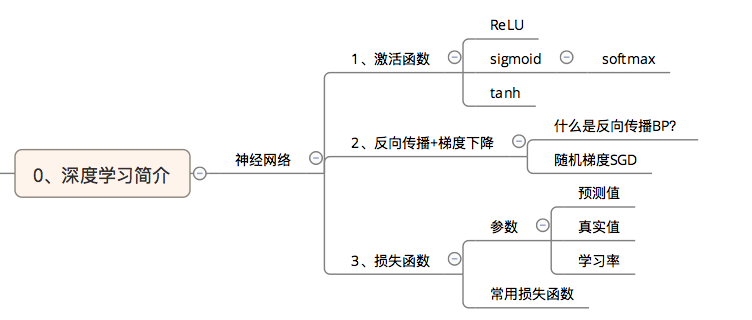 0、深度学习简介
神经网络
1、激活函数
ReLU
sigmoid
softmax
tanh
2、反向传播+梯度下降
什么是反向传播BP?
随机梯度SGD
3、损失函数
参数
预测值
真实值
学习率
常用损失函数